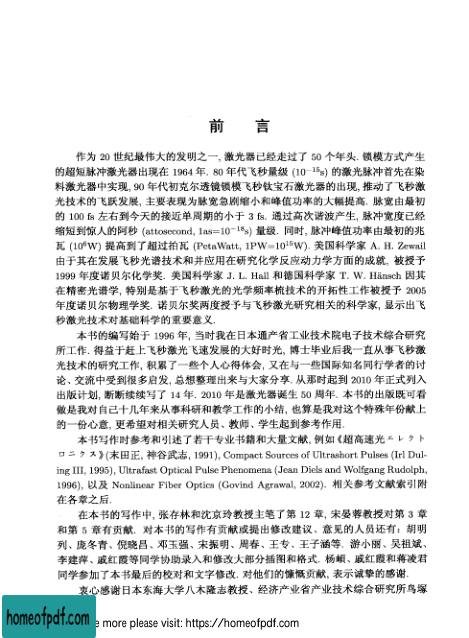 前 言
作为 20 世纪最伟大的发明之一, 激光器已经走过了 50 个年头. 锁模方式产生
的超短脉冲激光器出现在 1964 年. 80 年代飞秒量级 (10⁻¹⁵s) 的激光脉冲首先在染
料激光器中实现, 90 年代初克尔透镜锁模飞秒钛宝石激光器的出现, 推动了飞秒激
光技术的飞跃发展, 主要表现为脉宽急剧缩小和峰值功率的大幅提高. 脉宽由最初
的 100 fs 左右到今天的接近单周期的小于 3 fs. 通过高次谐波产生, 脉冲宽度已经
缩短到惊人的阿秒 (attosecond, 1as=10⁻¹⁸s) 量级. 同时, 脉冲峰值功率由最初的兆
瓦 (10⁶W) 提高到了超过拍瓦 (PetaWatt, 1PW=10¹⁵W). 美国科学家 A. H. Zewail
由于其在发展飞秒光谱技术和并应用在研究化学反应动力学方面的成就, 被授予
1999 年度诺贝尔化学奖. 美国科学家 J. L. Hall 和德国科学家 T. W. Hänsch 因其
在精密光谱学, 特别是基于飞秒激光的光学频率梳技术的开拓性工作被授予 2005
年度诺贝尔物理学奖. 诺贝尔奖两度授予与飞秒激光研究相关的科学家, 显示出飞
秒激光技术对基础科学的重要意义.
本书的编写始于 1996 年, 当时我在日本通产省工业技术院电子技术综合研究
所工作. 得益于赶上飞秒激光飞速发展的大好时光, 博士毕业后我一直从事飞秒激
光技术的研究工作, 积累了一些个人心得体会, 又在与一些国际知名同行学者的讨
论、交流中受到很多启发, 总想整理出来与大家分享. 从那时起到 2010 年正式列入
出版计划, 断断续续写了 14 年. 2010 年是激光器诞生 50 周年. 本书的出版既可看
做是我对自己十几年来从事科研和教学工作的小结, 也算是我对这个特殊年份献上
的一份心意, 更希望对相关研究人员、教师、学生起到参考作用.
本书写作时参考和引述了若干专业书籍和大量文献, 例如《超高速光エレクト
ロニクス》(末田正, 神谷武志, 1991), Compact Sources of Ultrashort Pulses (Irl Dul-
ing III, 1995), Ultrafast Optical Pulse Phenomena (Jean Diels and Wolfgang Rudolph,
1996), 以及 Nonlinear Fiber Optics (Govind Agrawal, 2002). 相关参考文献索引附
在各章之后.
在本书的写作中, 张存林和沈京玲教授主笔了第 12 章, 宋晏蓉教授对第 3 章
和第 5 章有贡献. 对本书的写作有贡献或提出修改建议、意见的人员还有: 胡明
列、庞冬青、倪晓昌、邓玉强、宋振明、周春、王专、王子涵等. 游小丽、吴祖斌、
李建萍、戚红霞等同学协助录入和修改大部分插图和格式. 杨
、戚红霞和蒋凌君
同学参加了本书最后的校对和文字修改. 对他们的慷慨贡献, 表示诚挚的感谢.
衷心感谢日本东海大学八木隆志教授、经济产业省产业技术综合研究所鸟塚
homeofpdf.com
e more please visit: https://homeofpdf.com